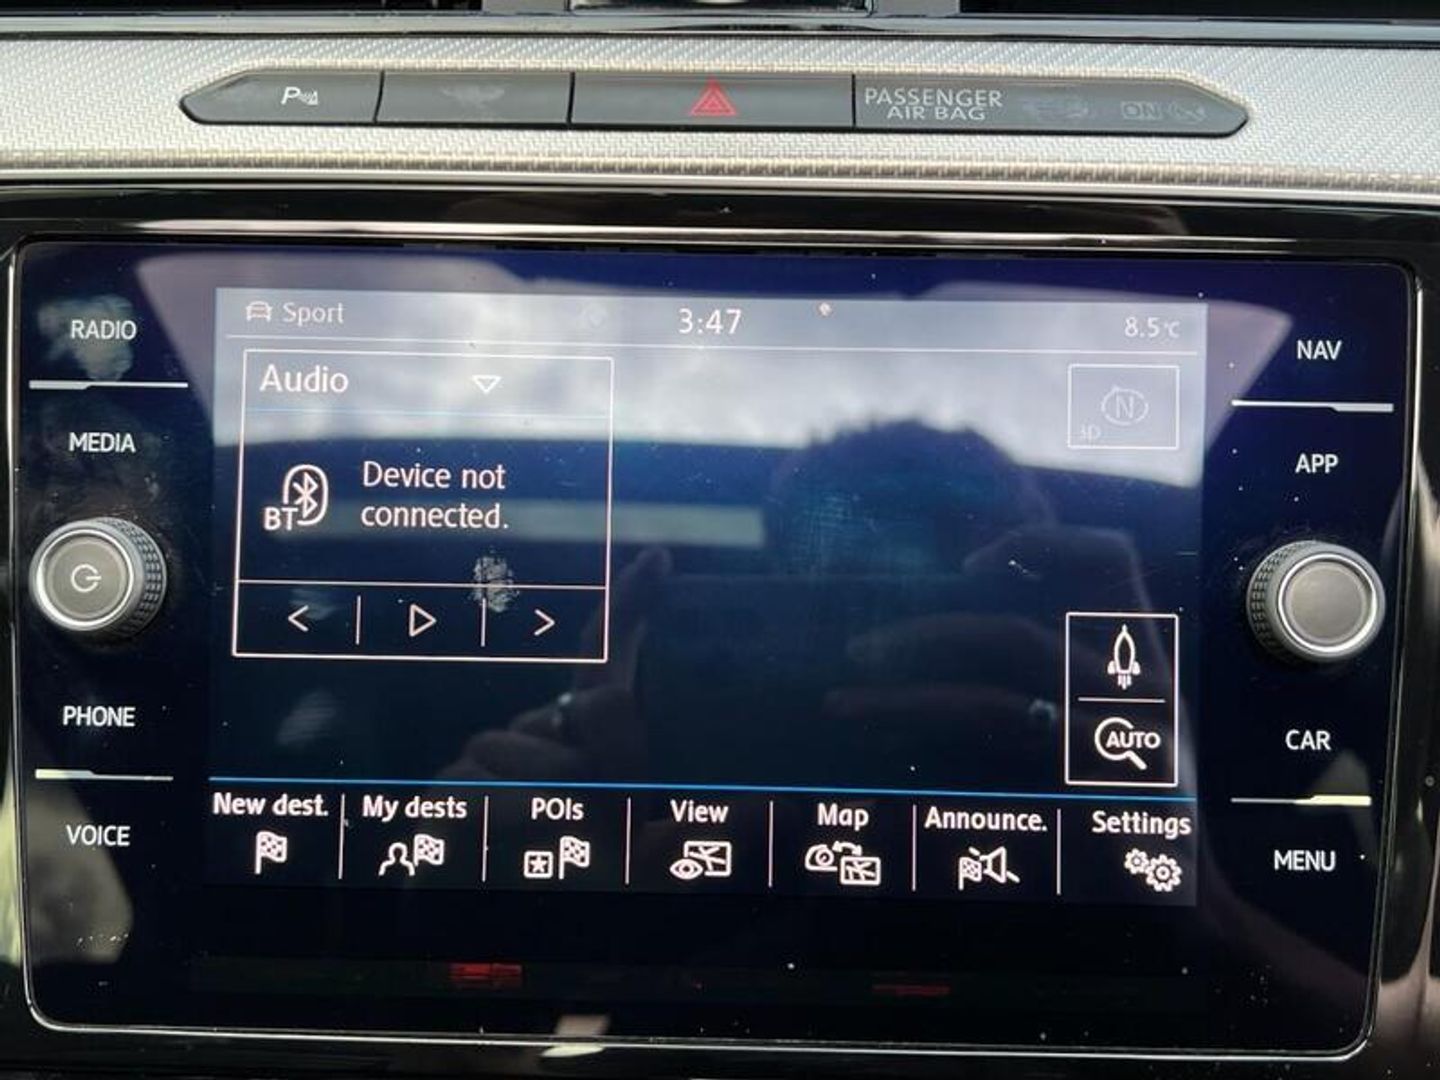 P
PASSENGER
AIR BAG
ON
RADIO
MEDIA
PHONE
VOICE
Sport
3:47
8.5°C
Audio
BT
Device not
connected.
3D
N
AUTO
New dest.
My dests
POIs
View
Map
Announce.
Settings
NAV
APP
CAR
MENU